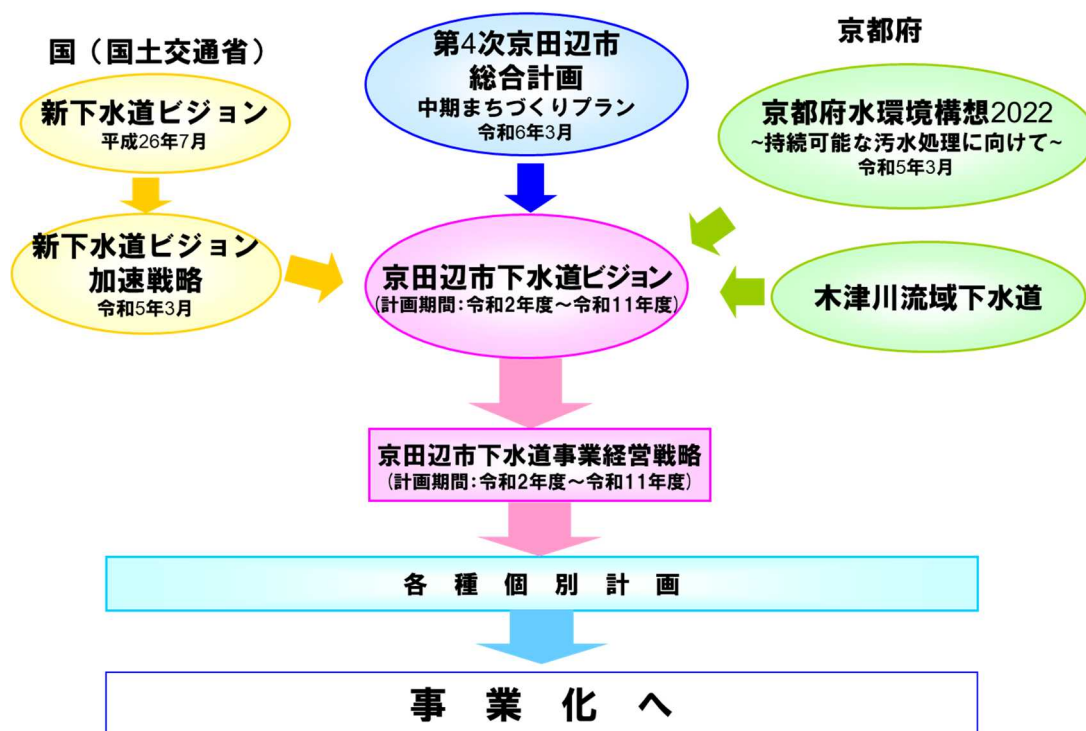 国（国土交通省）
新下水道ビジョン
平成26年7月
新下水道ビジョン
加速戦略
令和5年3月
第4次京田辺市
総合計画
中期まちづくりプラン
令和6年3月
京都府
京都府水環境構想2022
~持続可能な汚水処理に向けて~
令和5年3月
木津川流域下水道
京田辺市下水道ビジョン
(計画期間：令和2年度～令和11年度)
京田辺市下水道事業経営戦略
(計画期間：令和2年度～令和11年度)
各種個別計画
事業化へ